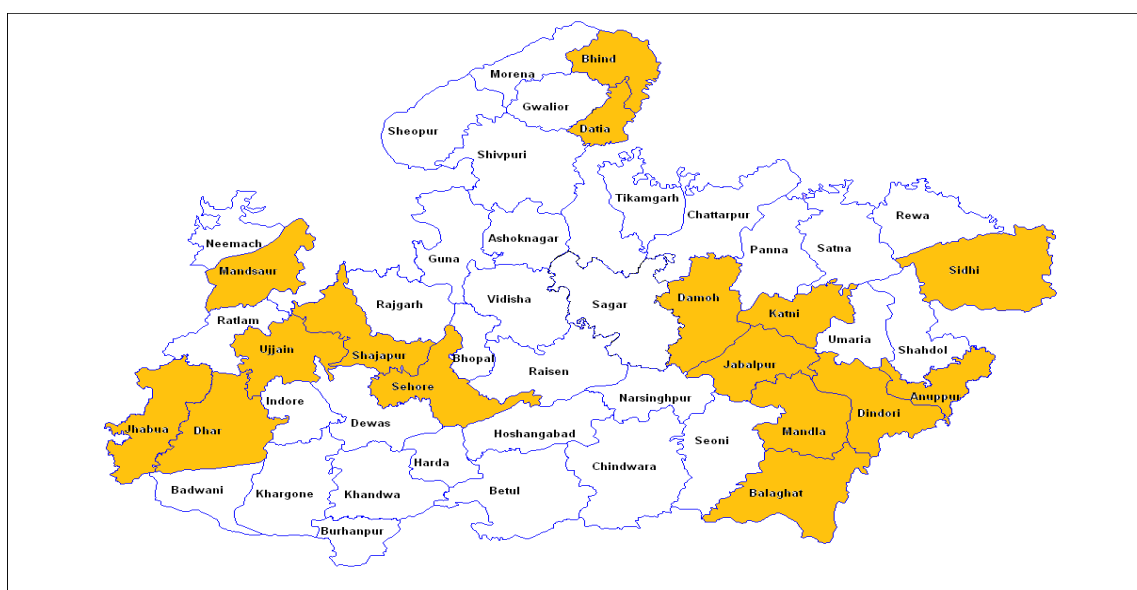 Bhind
Morena
Gwalior
Datia
Sheopur
Shivpuri
Tikamgarh
Chattarpur
Rewa
Ashoknagar
Neemach
Panna
Satna
Guna
Mandsaur
Sidhi
Vidisha
Damoh
Rajgarh
Sagar
Katni
Ratlam
Umaria
Ujjain
Shajapur
Bhopal
Shahdol
Jabalpur
Raisen
Sehore
Anuppur
Indore
Narsinghpur
Dindori
Dewas
Jhabua
Dhar
Mandla
Hoshangabad
Seoni
Harda
Chindwara
Badwani
Khargone
Khandwa
Betul
Balaghat
Burhanpur